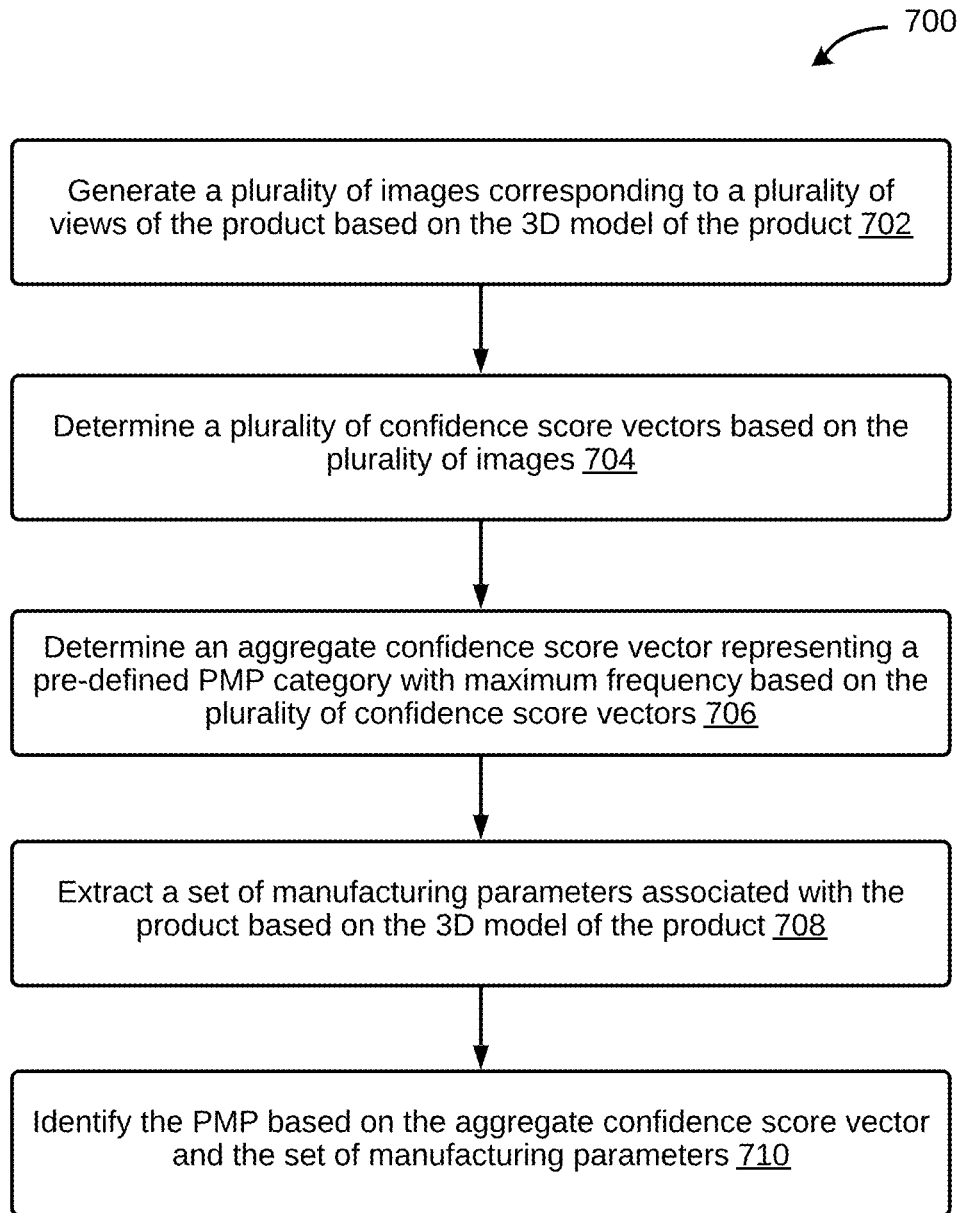 700
Generate a plurality of images corresponding to a plurality of
views of the product based on the 3D model of the product 702
Determine a plurality of confidence score vectors based on the
plurality of images 704
Determine an aggregate confidence score vector representing a
pre-defined PMP category with maximum frequency based on the
plurality of confidence score vectors 706
Extract a set of manufacturing parameters associated with the
product based on the 3D model of the product 708
Identify the PMP based on the aggregate confidence score vector
and the set of manufacturing parameters 710